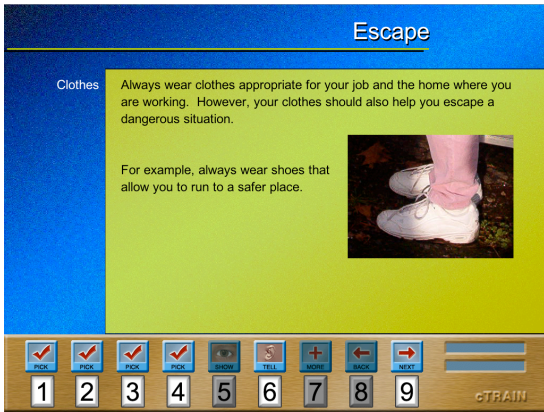 Escape
Clothes
Always wear clothes appropriate for your job and the home where you
are working. However, your clothes should also help you escape a
dangerous situation.
For example, always wear shoes that
allow you to run to a safer place.
PICK PICK PICK PICK SHOW TELL MORE BACK NEXT
1 2 3 4 5 6 7 8 9
cTRAIN